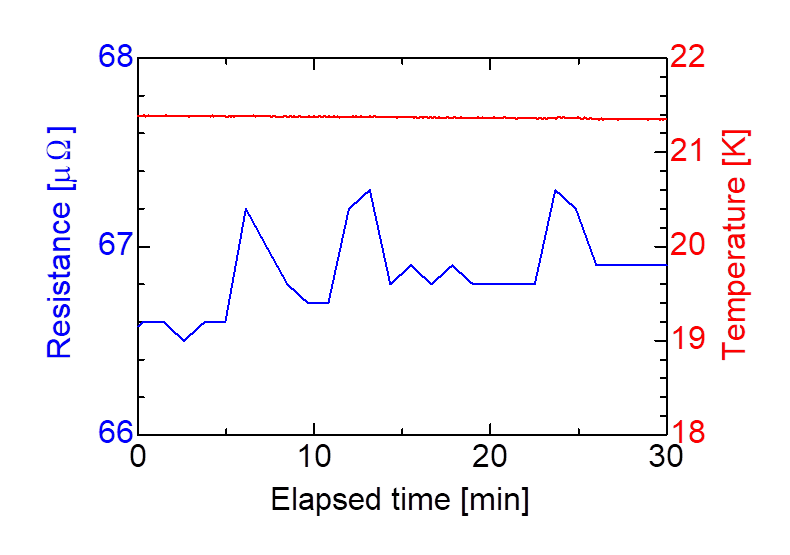 68
67
66
Resistance [μΩ]
22
21
20
19
18
Temperature [K]
0 10 20 30
Elapsed time [min]